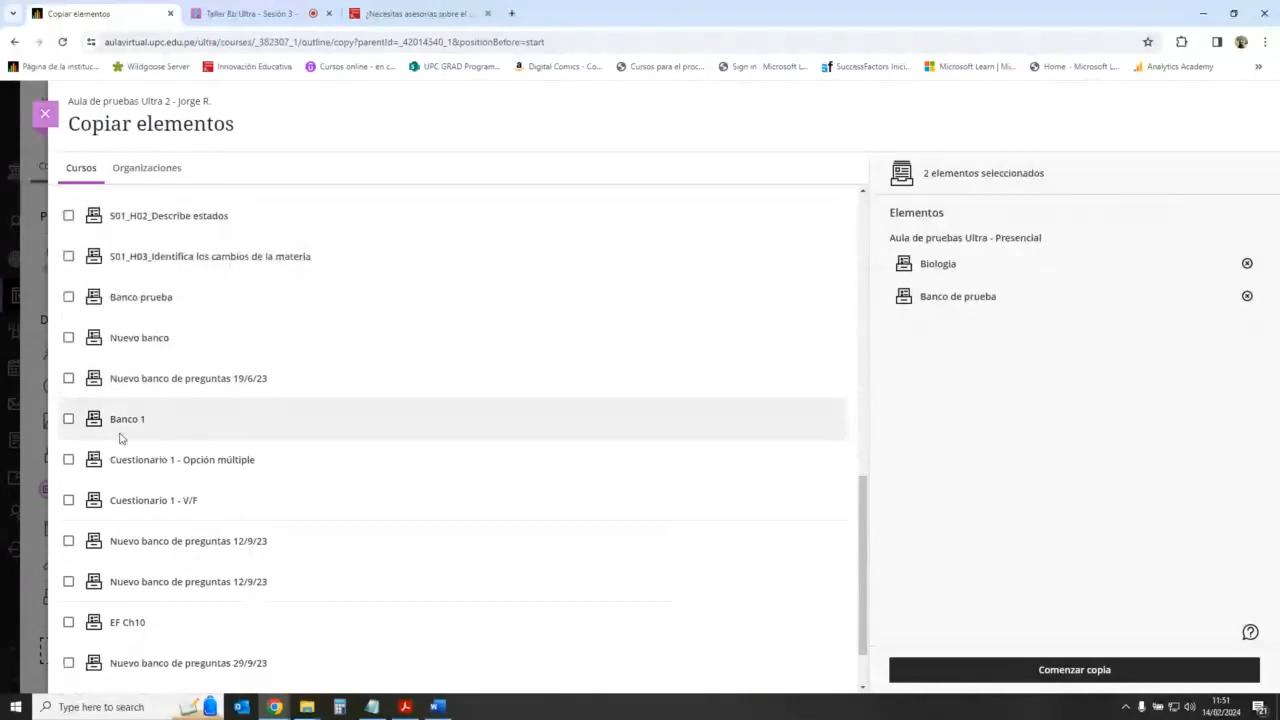 Copiar elementos
Taller Bb Ultra - Sesión 3 -
¿Necesitas asesorías sobre el
aulavirtual.upc.edu.pe/ultra/courses/_382307_1/outline/copy?parentId=_42014540_1&positionBefore=start
Página de la instituc...
Wildgoose Server
Innovación Educativa
Cursos online - en c...
UPC GRAD Program...
Digital Comics - Co...
Cursos para el proc...
Sign in · Microsoft L...
SuccessFactors Inici...
Microsoft Learn | Mi...
Home · Microsoft L...
Analytics Academy
Aula de pruebas Ultra 2 - Jorge R.
Copiar elementos
Cursos
Organizaciones
S01_H02_Describe estados
S01_H03_Identifica los cambios de la materia
Banco prueba
Nuevo banco
Nuevo banco de preguntas 19/6/23
Banco 1
Cuestionario 1 - Opción múltiple
Cuestionario 1 - V/F
Nuevo banco de preguntas 12/9/23
Nuevo banco de preguntas 12/9/23
EF Ch10
Nuevo banco de preguntas 29/9/23
2 elementos seleccionados
Elementos
Aula de pruebas Ultra - Presencial
Biologia
Banco de prueba
Comenzar copia
Type here to search
11:51
14/02/2024